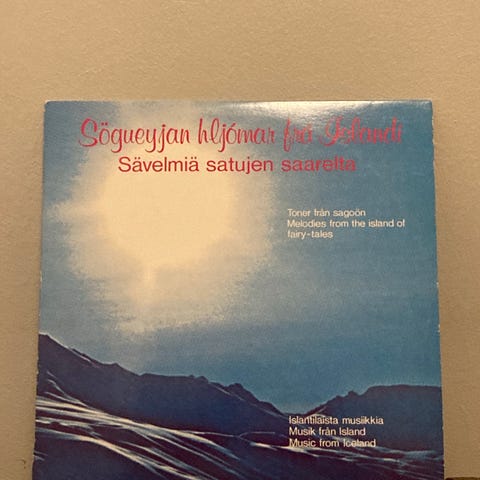 Sögueyjan hljómar frá Íslandi
Sävelmiä satujen saarelta
Toner från sagoön
Melodies from the island of
fairy-tales
Islantilaista musiikkia
Musik från Island
Music from Iceland